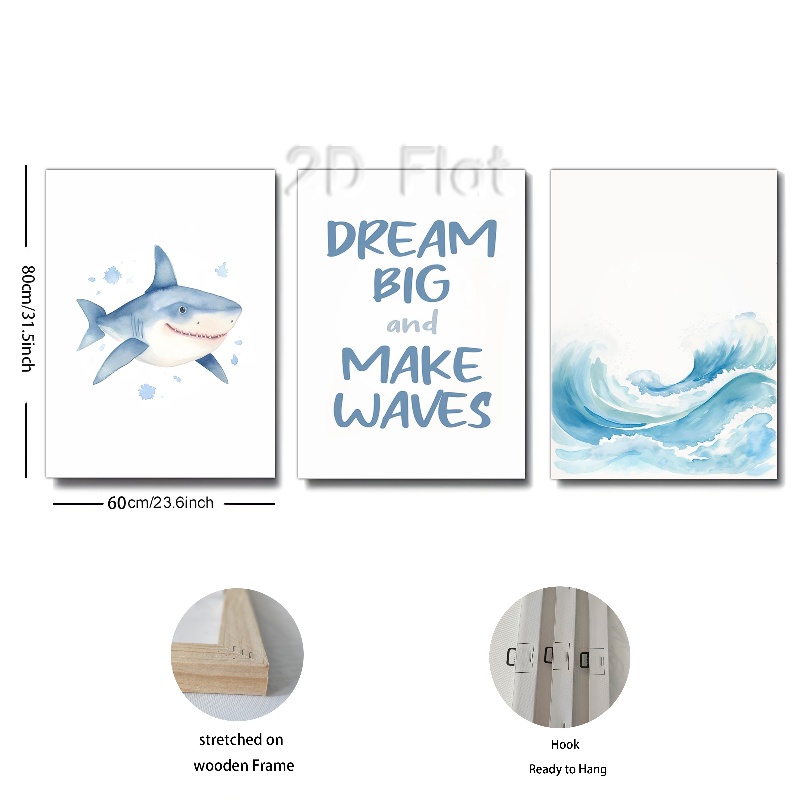 2D Flat
DREAM
BIG
and
MAKE
WAVES
80cm/31.5inch
60cm/23.6inch
stretched on
wooden Frame
Hook
Ready to Hang